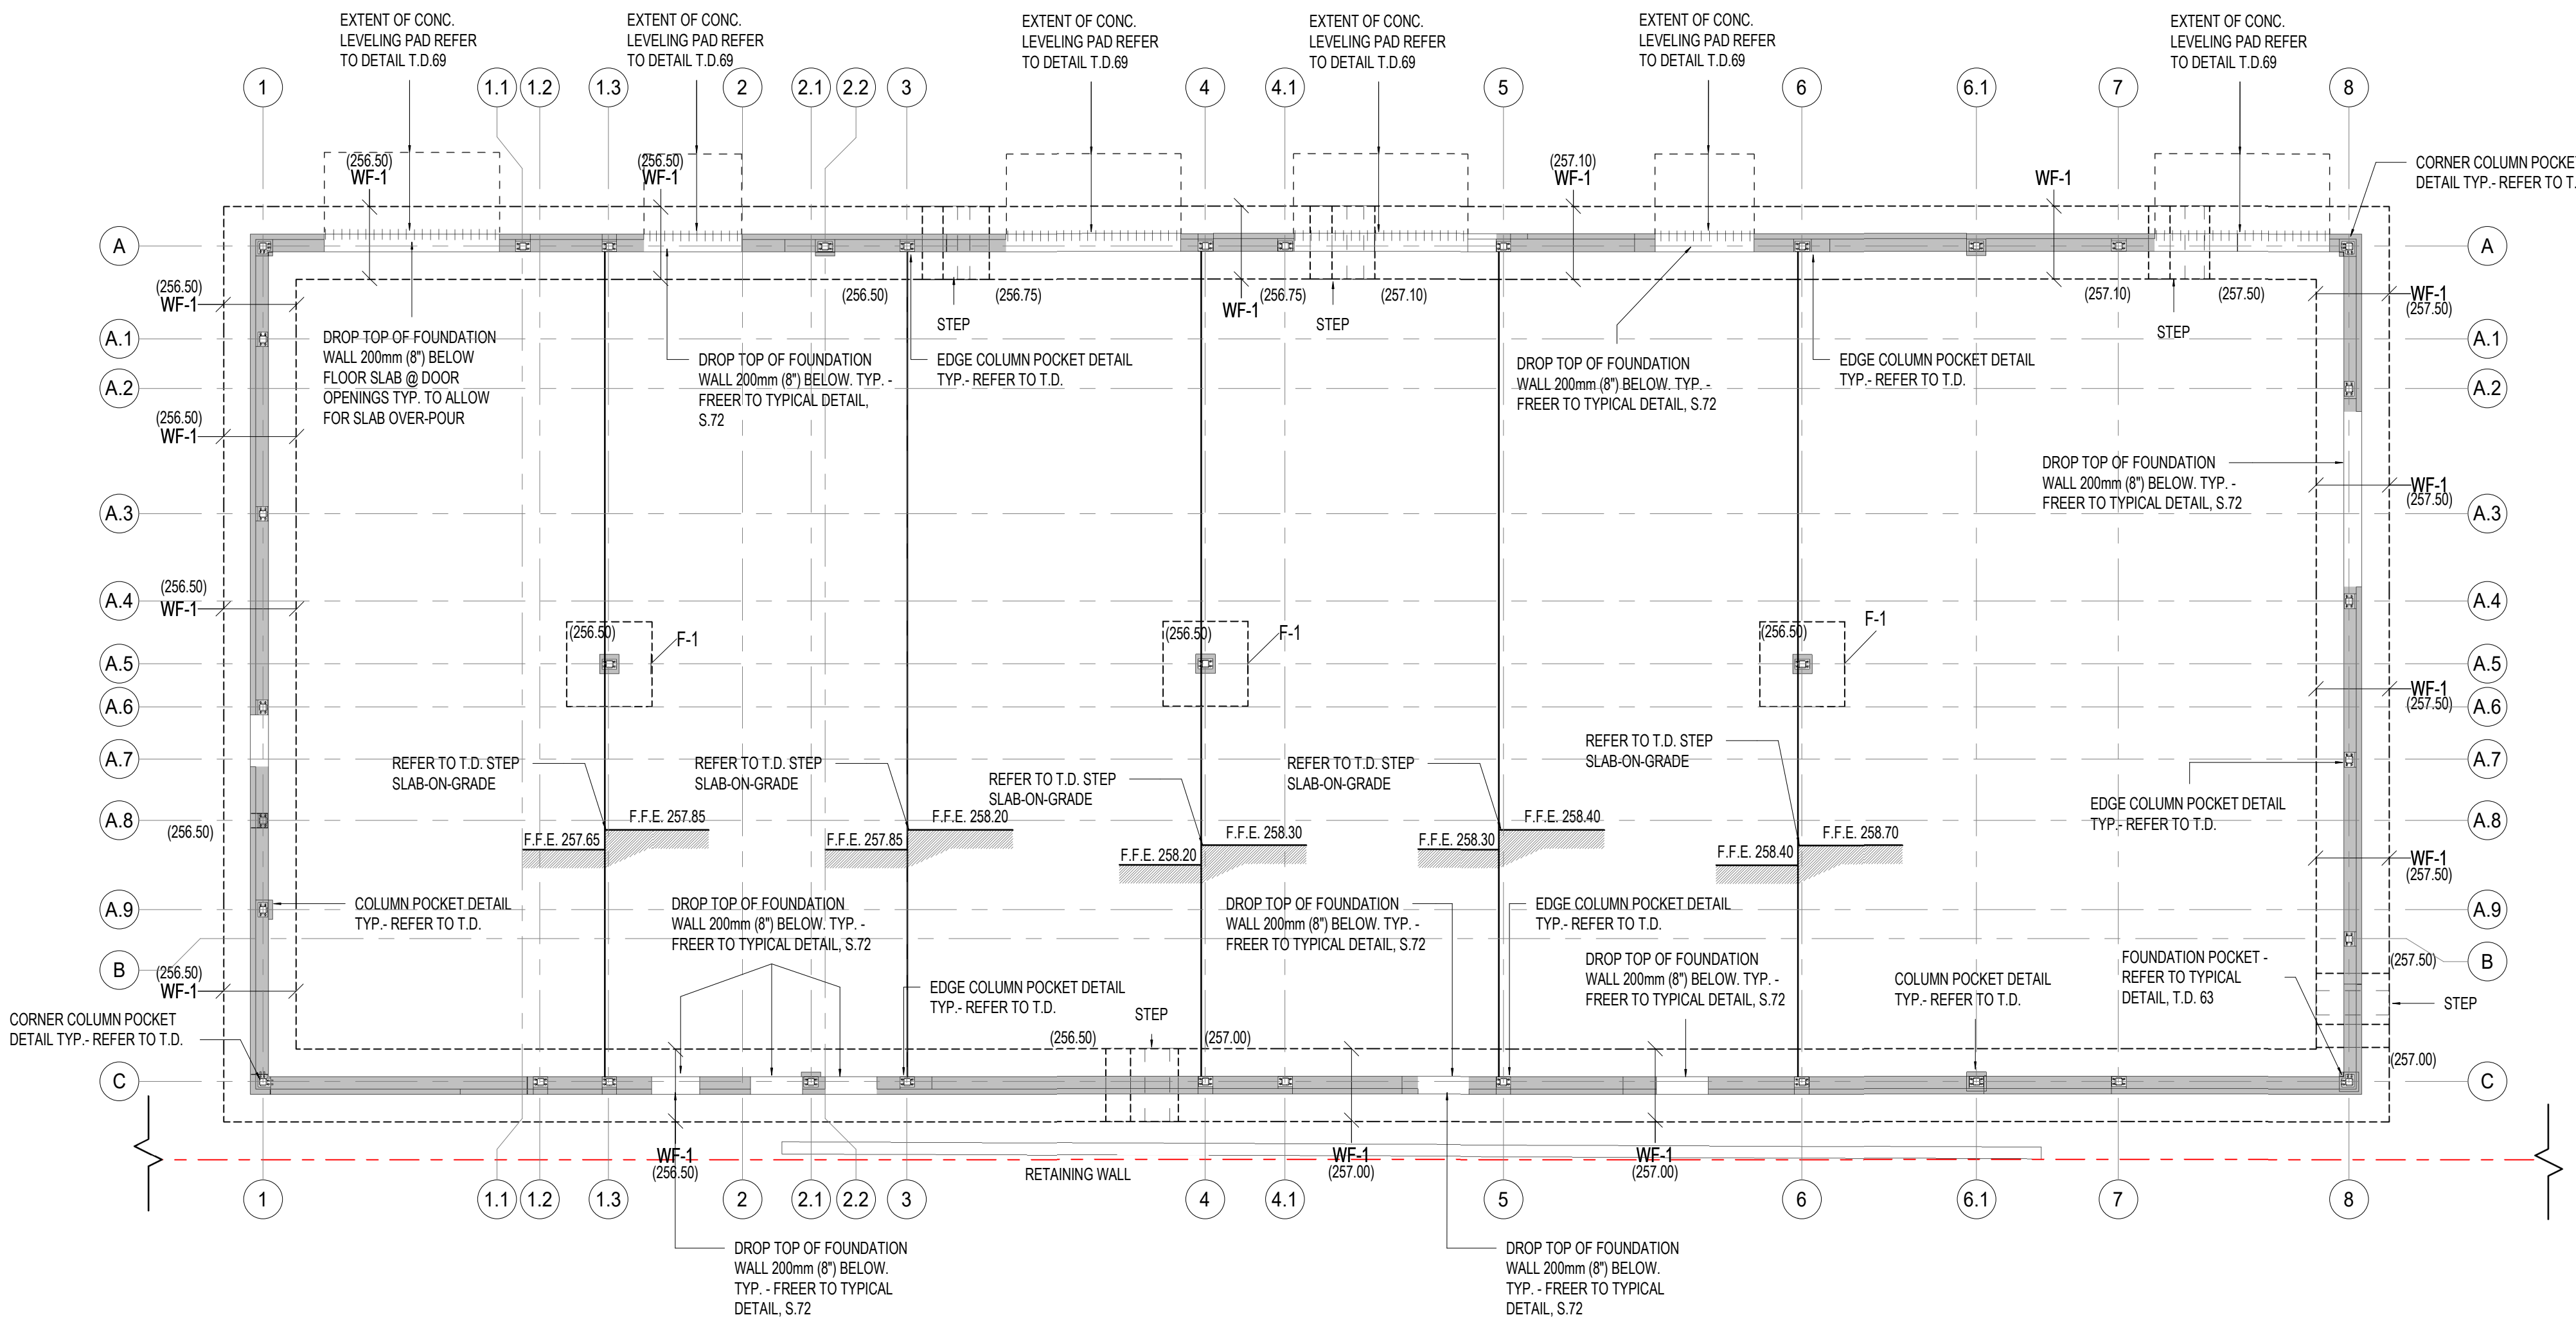 EXTENT OF CONC.
LEVELING PAD REFER
TO DETAIL T.D.69
EXTENT OF CONC.
LEVELING PAD REFER
TO DETAIL T.D.69
EXTENT OF CONC.
LEVELING PAD REFER
TO DETAIL T.D.69
EXTENT OF CONC.
LEVELING PAD REFER
TO DETAIL T.D.69
EXTENT OF CONC.
LEVELING PAD REFER
TO DETAIL T.D.69
EXTENT OF CONC.
LEVELING PAD REFER
TO DETAIL T.D.69
1
1.1
1.2
1.3
2
2.1
2.2
3
4
4.1
5
6
6.1
7
8
(256.50)
WF-1
(256.50)
WF-1
(257.10)
WF-1
WF-1
CORNER COLUMN POCKE
DETAIL TYP.- REFER TO T.
A
A
(256.50)
WF-1
(256.50)
(256.75)
STEP
WF-1
(256.75)
(257.10)
STEP
(257.10)
(257.50)
STEP
WF-1
(257.50)
A.1
A.1
DROP TOP OF FOUNDATION
WALL 200mm (8") BELOW
FLOOR SLAB @ DOOR
OPENINGS TYP. TO ALLOW
FOR SLAB OVER-POUR
DROP TOP OF FOUNDATION
WALL 200mm (8") BELOW. TYP. -
FREER TO TYPICAL DETAIL,
S.72
EDGE COLUMN POCKET DETAIL
TYP.- REFER TO T.D.
DROP TOP OF FOUNDATION
WALL 200mm (8") BELOW. TYP. -
FREER TO TYPICAL DETAIL, S.72
EDGE COLUMN POCKET DETAIL
TYP.- REFER TO T.D.
A.2
A.2
(256.50)
WF-1
DROP TOP OF FOUNDATION
WALL 200mm (8") BELOW. TYP. -
FREER TO TYPICAL DETAIL, S.72
WF-1
(257.50)
A.3
A.3
(256.50)
WF-1
A.4
A.4
(256.50)
F-1
(256.50)
F-1
(256.50)
F-1
A.5
A.5
WF-1
(257.50)
A.6
A.6
A.7
A.7
REFER TO T.D. STEP
SLAB-ON-GRADE
REFER TO T.D. STEP
SLAB-ON-GRADE
REFER TO T.D. STEP
SLAB-ON-GRADE
REFER TO T.D. STEP
SLAB-ON-GRADE
REFER TO T.D. STEP
SLAB-ON-GRADE
EDGE COLUMN POCKET DETAIL
TYP.- REFER TO T.D.
A.8
A.8
(256.50)
F.F.E. 257.65
F.F.E. 257.85
F.F.E. 257.85
F.F.E. 258.20
F.F.E. 258.20
F.F.E. 258.30
F.F.E. 258.30
F.F.E. 258.40
F.F.E. 258.40
F.F.E. 258.70
WF-1
(257.50)
A.9
A.9
COLUMN POCKET DETAIL
TYP.- REFER TO T.D.
DROP TOP OF FOUNDATION
WALL 200mm (8") BELOW. TYP. -
FREER TO TYPICAL DETAIL, S.72
DROP TOP OF FOUNDATION
WALL 200mm (8") BELOW. TYP. -
FREER TO TYPICAL DETAIL, S.72
EDGE COLUMN POCKET DETAIL
TYP.- REFER TO T.D.
B
B
(256.50)
WF-1
EDGE COLUMN POCKET DETAIL
TYP.- REFER TO T.D.
DROP TOP OF FOUNDATION
WALL 200mm (8") BELOW. TYP. -
FREER TO TYPICAL DETAIL, S.72
COLUMN POCKET DETAIL
TYP.- REFER TO T.D.
FOUNDATION POCKET -
REFER TO TYPICAL
DETAIL, T.D. 63
(257.50)
STEP
CORNER COLUMN POCKET
DETAIL TYP.- REFER TO T.D.
(256.50)
STEP
(257.00)
(257.00)
C
C
WF-1
(256.50)
RETAINING WALL
WF-1
(257.00)
WF-1
(257.00)
1
1.1
1.2
1.3
2
2.1
2.2
3
4
4.1
5
6
6.1
7
8
DROP TOP OF FOUNDATION
WALL 200mm (8") BELOW.
TYP. - FREER TO TYPICAL
DETAIL, S.72
DROP TOP OF FOUNDATION
WALL 200mm (8") BELOW.
TYP. - FREER TO TYPICAL
DETAIL, S.72